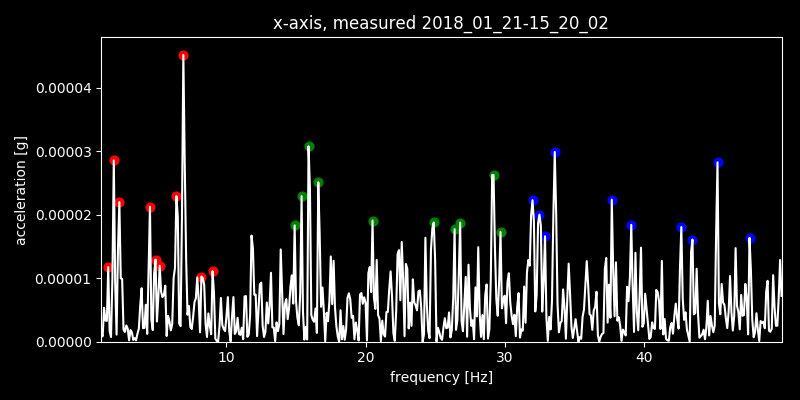 x-axis, measured 2018_01_21-15_20_02
0.00004
0.00003
0.00002
0.00001
0.00000
acceleration [g]
10 20 30 40
frequency [Hz]